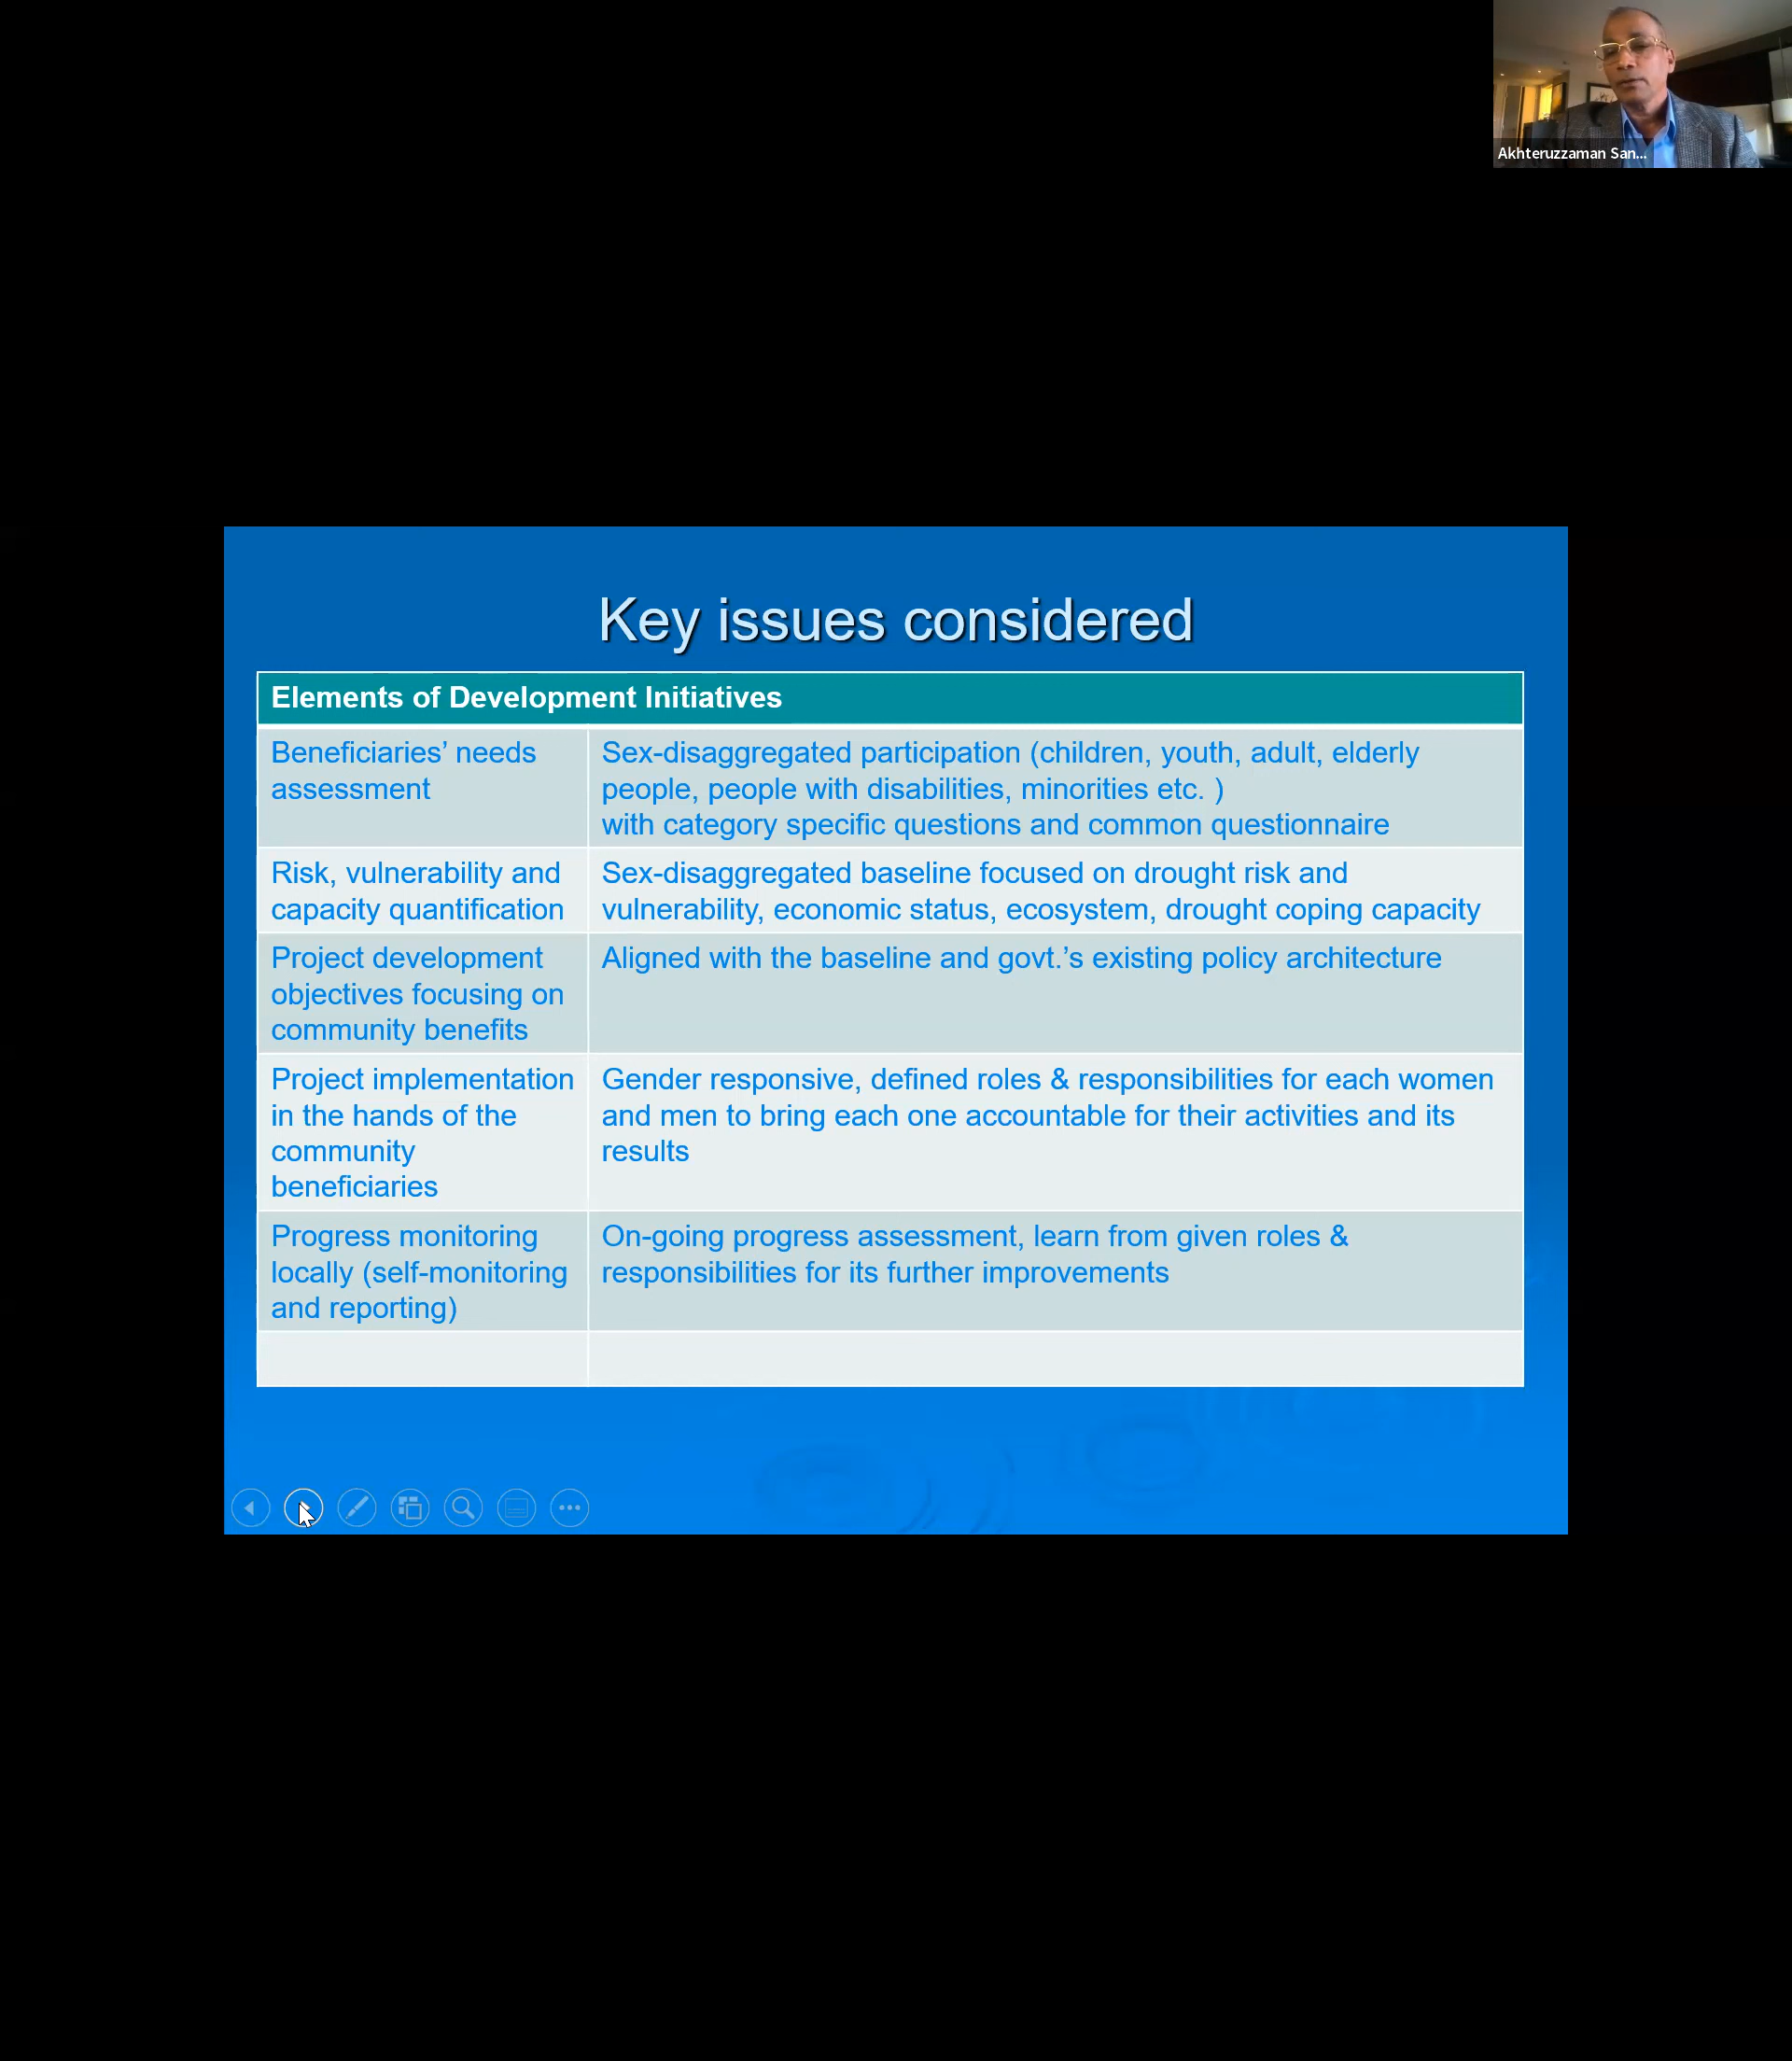 Akhteruzzaman San...
Key issues considered
Elements of Development Initiatives
Beneficiaries’ needs
assessment
Sex-disaggregated participation (children, youth, adult, elderly
people, people with disabilities, minorities etc. )
with category specific questions and common questionnaire
Risk, vulnerability and
capacity quantification
Sex-disaggregated baseline focused on drought risk and
vulnerability, economic status, ecosystem, drought coping capacity
Project development
objectives focusing on
community benefits
Aligned with the baseline and govt.’s existing policy architecture
Project implementation
in the hands of the
community
beneficiaries
Gender responsive, defined roles & responsibilities for each women
and men to bring each one accountable for their activities and its
results
Progress monitoring
locally (self-monitoring
and reporting)
On-going progress assessment, learn from given roles &
responsibilities for its further improvements